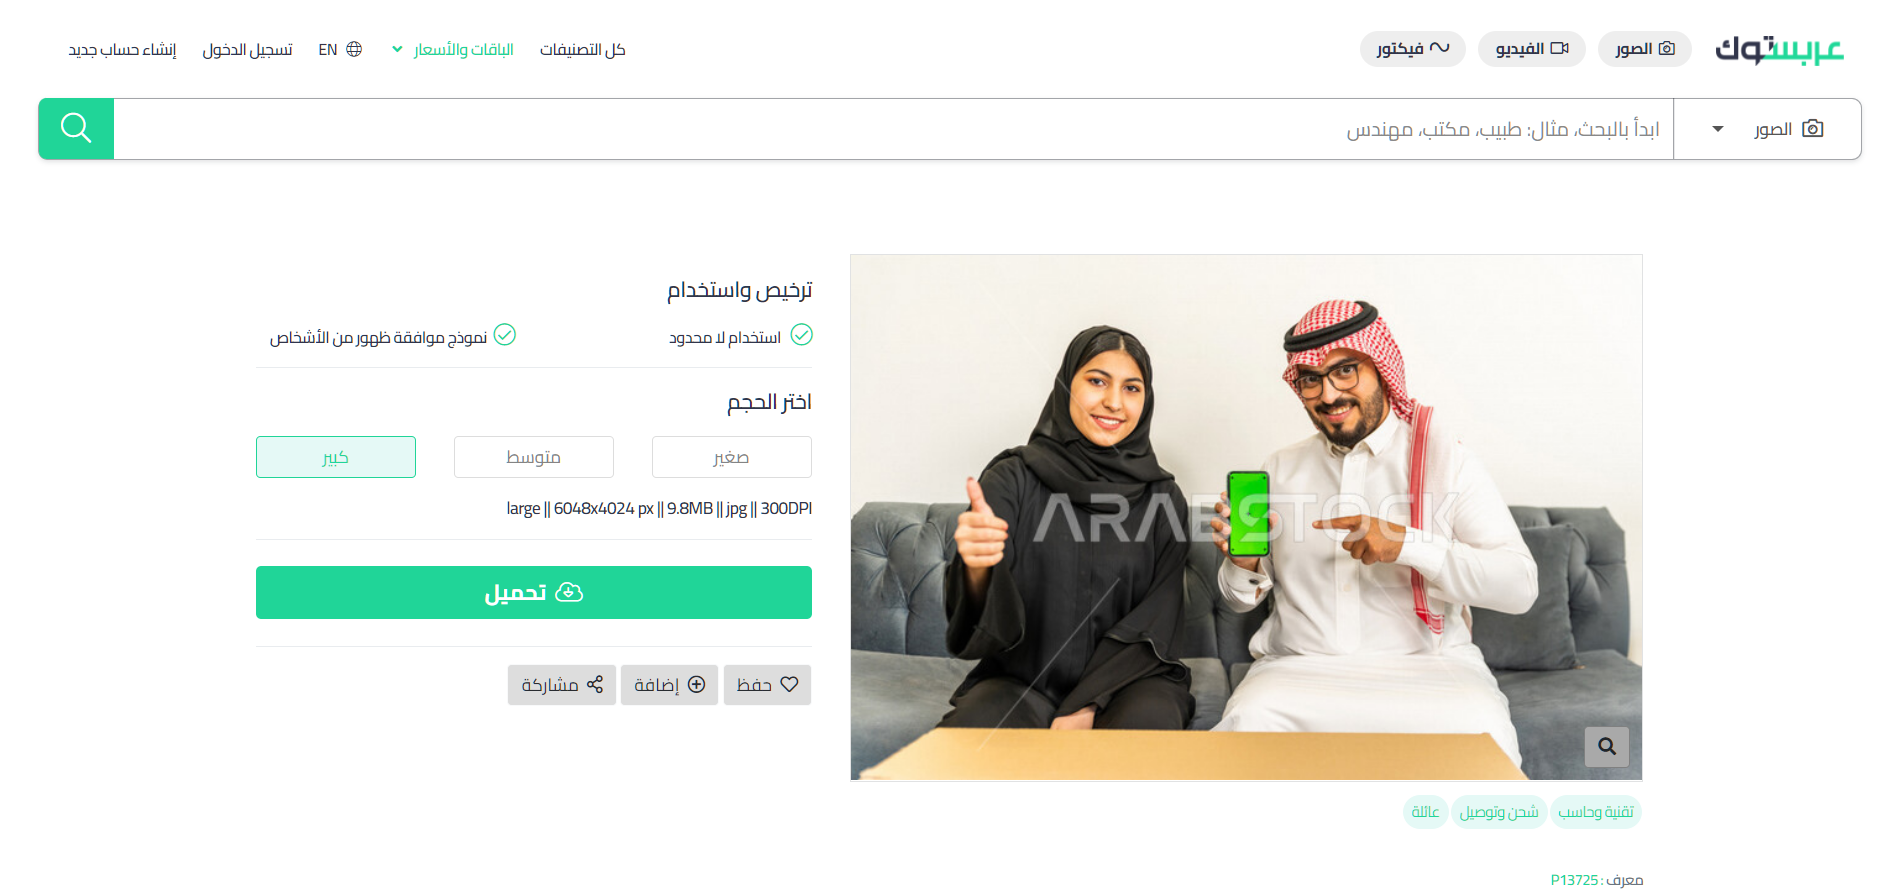 عربستوك
الصور
الفيديو
فيكتور
كل التصنيفات
الباقات والأسعار
EN
تسجيل الدخول
إنشاء حساب جديد
الصور
ابدأ بالبحث، مثال: طبيب، مكتب، مهندس
ARABSTOCK
تقنية وحاسب
شحن وتوصيل
عائلة
معرف : P13725
ترخيص واستخدام
استخدام لا محدود
نموذج موافقة ظهور من الأشخاص
اختر الحجم
صغير
متوسط
كبير
large || 6048x4024 px || 9.8MB || jpg || 300DPI
تحميل
حفظ
إضافة
مشاركة